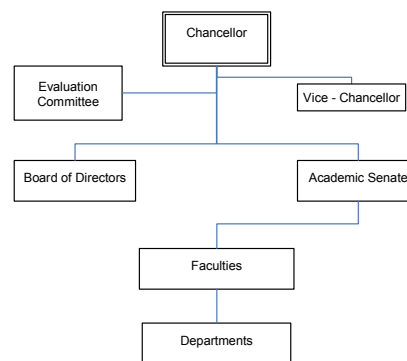 Chancellor
Evaluation
Committee
Vice - Chancellor
Board of Directors
Academic Senate
Faculties
Departments